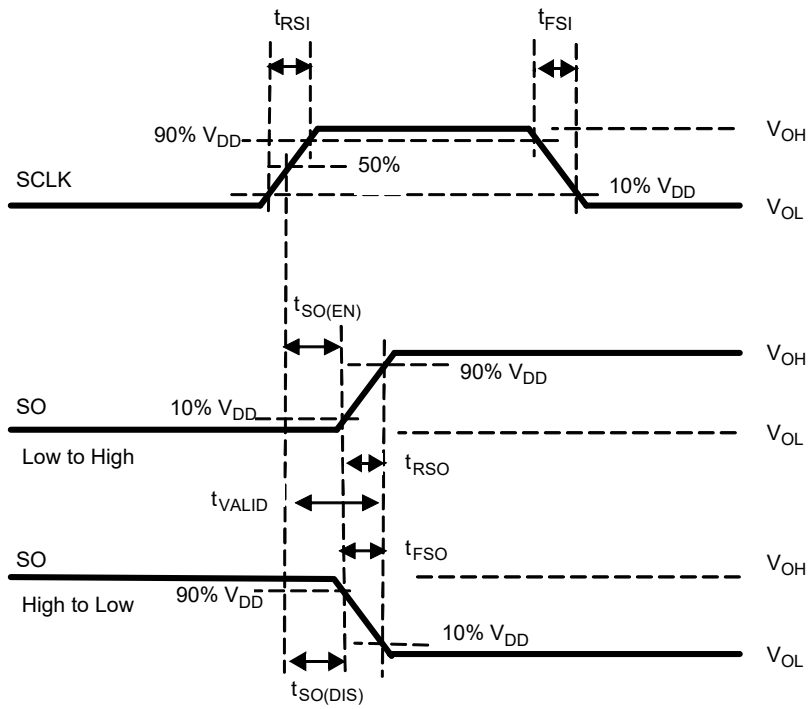 tRSI
tFSI
90% VDD
VOH
50%
SCLK
10% VDD
VOL
tSO(EN)
VOH
90% VDD
SO
10% VDD
VOL
Low to High
tRSO
tVALID
tFSO
SO
VOH
90% VDD
High to Low
10% VDD
VOL
tSO(DIS)